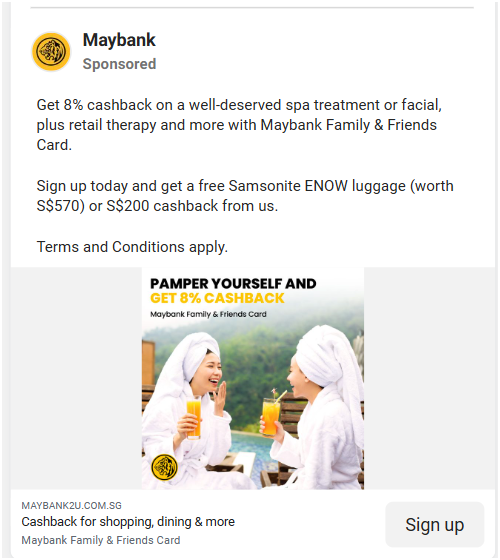 Maybank
Sponsored
Get 8% cashback on a well-deserved spa treatment or facial,
plus retail therapy and more with Maybank Family & Friends
Card.
Sign up today and get a free Samsonite ENOW luggage (worth
S$570) or S$200 cashback from us.
Terms and Conditions apply.
PAMPER YOURSELF AND
GET 8% CASHBACK
Maybank Family & Friends Card
MAYBANK2U.COM.SG
Cashback for shopping, dining & more
Maybank Family & Friends Card
Sign up